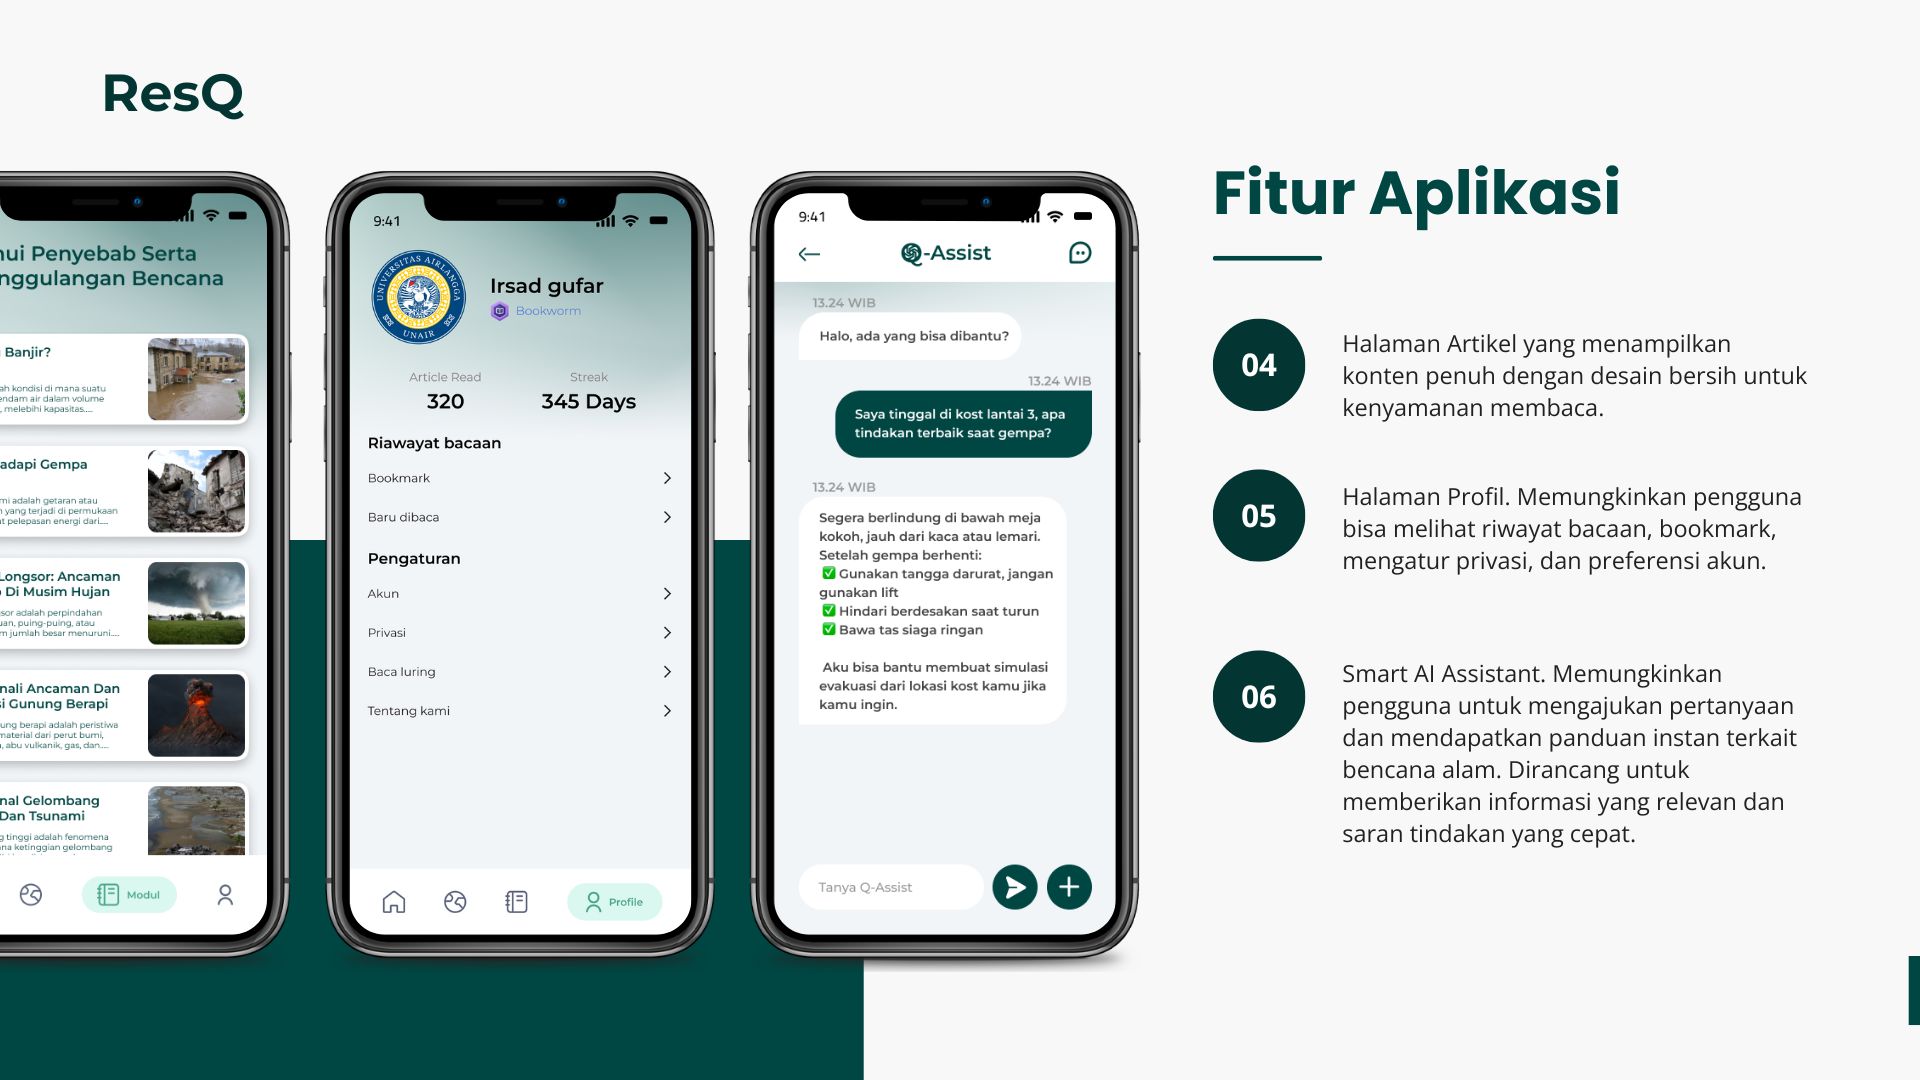 ResQ
nui Penyebab Serta
nggulangan Bencana
Banjir?
ah kondisi di mana suatu
endam air dalam volume
, melebihi kapasitas....
adapi Gempa
mi adalah getaran atau
n yang terjadi di permukaan
at pelepasan energi dari....
Longsor: Ancaman
Di Musim Hujan
sor adalah perpindahan
uan, puing-puing, atau
m jumlah besar menuruni....
nali Ancaman Dan
si Gunung Berapi
ung berapi adalah peristiwa
material dari perut bumi,
, abu vulkanik, gas, dan....
nal Gelombang
Dan Tsunami
g tinggi adalah fenomena
na ketinggian gelombang
Modul
9:41
UNIVERSITAS AIRLANGGA
UNAIR
Irsad gufar
Bookworm
Article Read
Streak
320
345 Days
Riawayat bacaan
Bookmark
Baru dibaca
Pengaturan
Akun
Privasi
Baca luring
Tentang kami
Profile
9:41
Q-Assist
13.24 WIB
Halo, ada yang bisa dibantu?
13.24 WIB
Saya tinggal di kost lantai 3, apa
tindakan terbaik saat gempa?
13.24 WIB
Segera berlindung di bawah meja
kokoh, jauh dari kaca atau lemari.
Setelah gempa berhenti:
✅ Gunakan tangga darurat, jangan
gunakan lift
✅ Hindari berdesakan saat turun
✅ Bawa tas siaga ringan
Aku bisa bantu membuat simulasi
evakuasi dari lokasi kost kamu jika
kamu ingin.
Tanya Q-Assist
Fitur Aplikasi
04
Halaman Artikel yang menampilkan
konten penuh dengan desain bersih untuk
kenyamanan membaca.
05
Halaman Profil. Memungkinkan pengguna
bisa melihat riwayat bacaan, bookmark,
mengatur privasi, dan preferensi akun.
06
Smart AI Assistant. Memungkinkan
pengguna untuk mengajukan pertanyaan
dan mendapatkan panduan instan terkait
bencana alam. Dirancang untuk
memberikan informasi yang relevan dan
saran tindakan yang cepat.